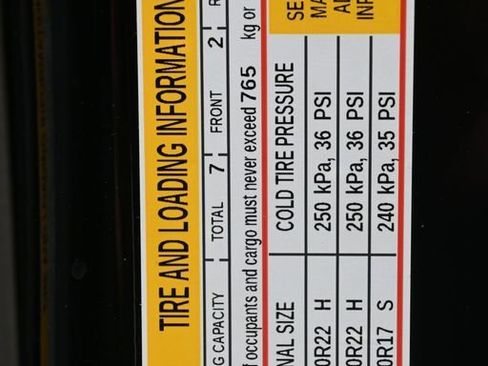 TIRE AND LOADING INFORMATION
CAPACITY TOTAL 7 FRONT 2
occupants and cargo must never exceed 765 kg or
SIZE COLD TIRE PRESSURE
0R22 H 250 kPa, 36 PSI
0R22 H 250 kPa, 36 PSI
0R17 S 240 kPa, 35 PSI